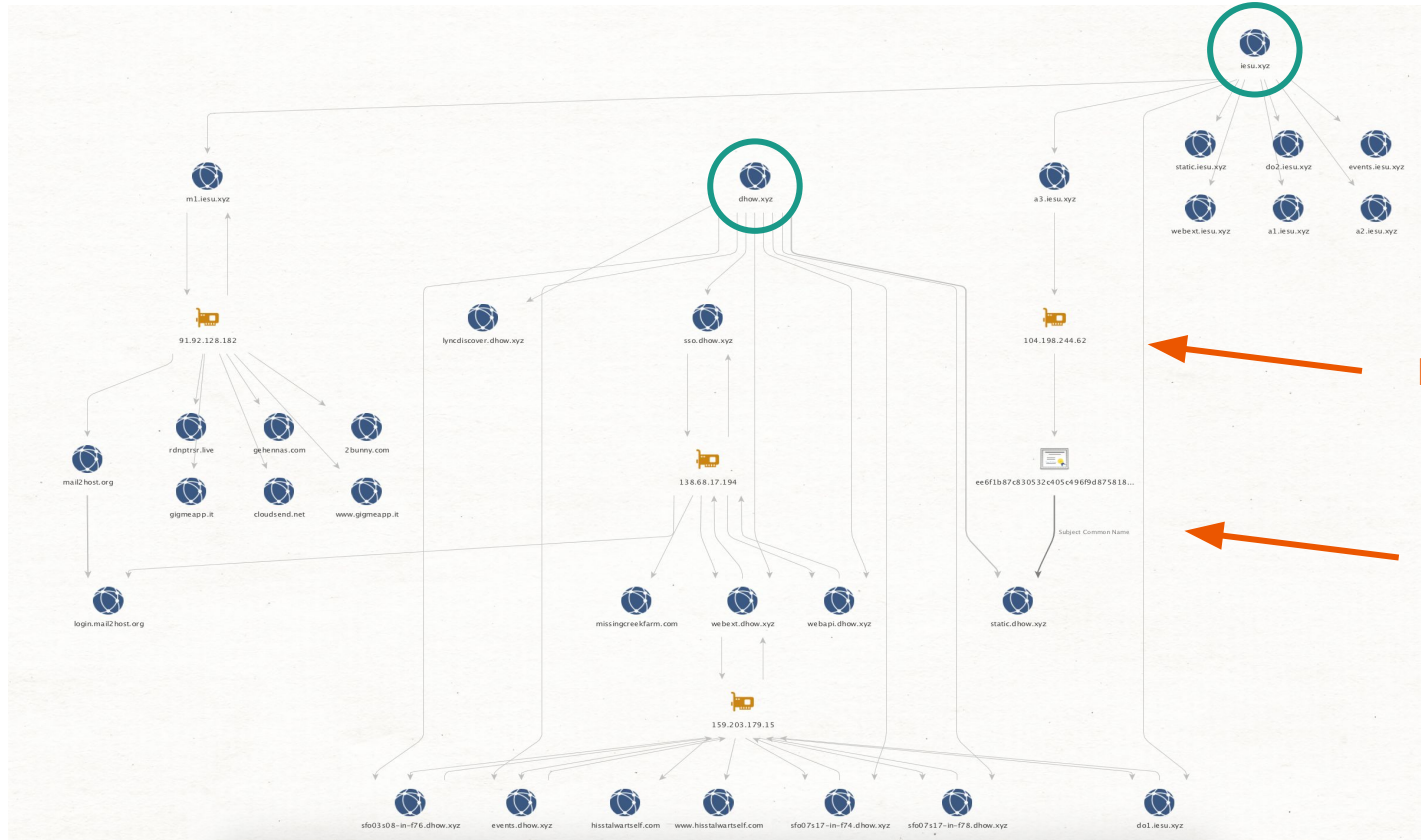 iesu.xyz
static.iesu.xyz
do2.iesu.xyz
events.iesu.xyz
m1.iesu.xyz
dhow.xyz
a3.iesu.xyz
webext.iesu.xyz
a1.iesu.xyz
a2.iesu.xyz
91.92.128.182
lyncdiscover.dhow.xyz
sso.dhow.xyz
104.198.244.62
rdnptrsr.live
gehennas.com
2bunny.com
mail2host.org
138.68.17.194
ee6f1b87c830532c405c496f9d875818...
gigmeapp.it
cloudsend.net
www.gigmeapp.it
Subject Common Name
login.mail2host.org
missingcreekfarm.com
webext.dhow.xyz
webapi.dhow.xyz
static.dhow.xyz
159.203.179.15
sfo03s08-in-f76.dhow.xyz
events.dhow.xyz
hisstalwartself.com
www.hisstalwartself.com
sfo07s17-in-f74.dhow.xyz
sfo07s17-in-f78.dhow.xyz
do1.iesu.xyz